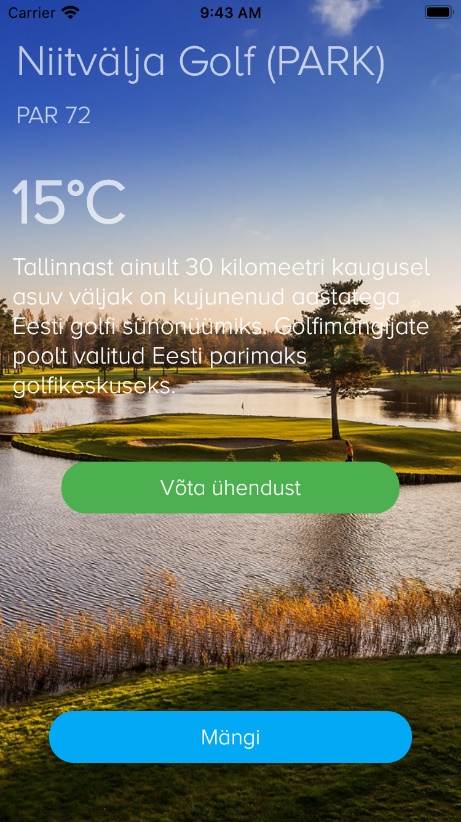 Carrier
9:43 AM
Niitvälja Golf (PARK)
PAR 72
15°C
Tallinnast ainult 30 kilomeetri kaugusel
asuv väljak on kujunenud aastatega
Eesti golfi sünonüümiks. Golfimängijate
poolt valitud Eesti parimaks
golfikeskuseks.
Võta ühendust
Mängi